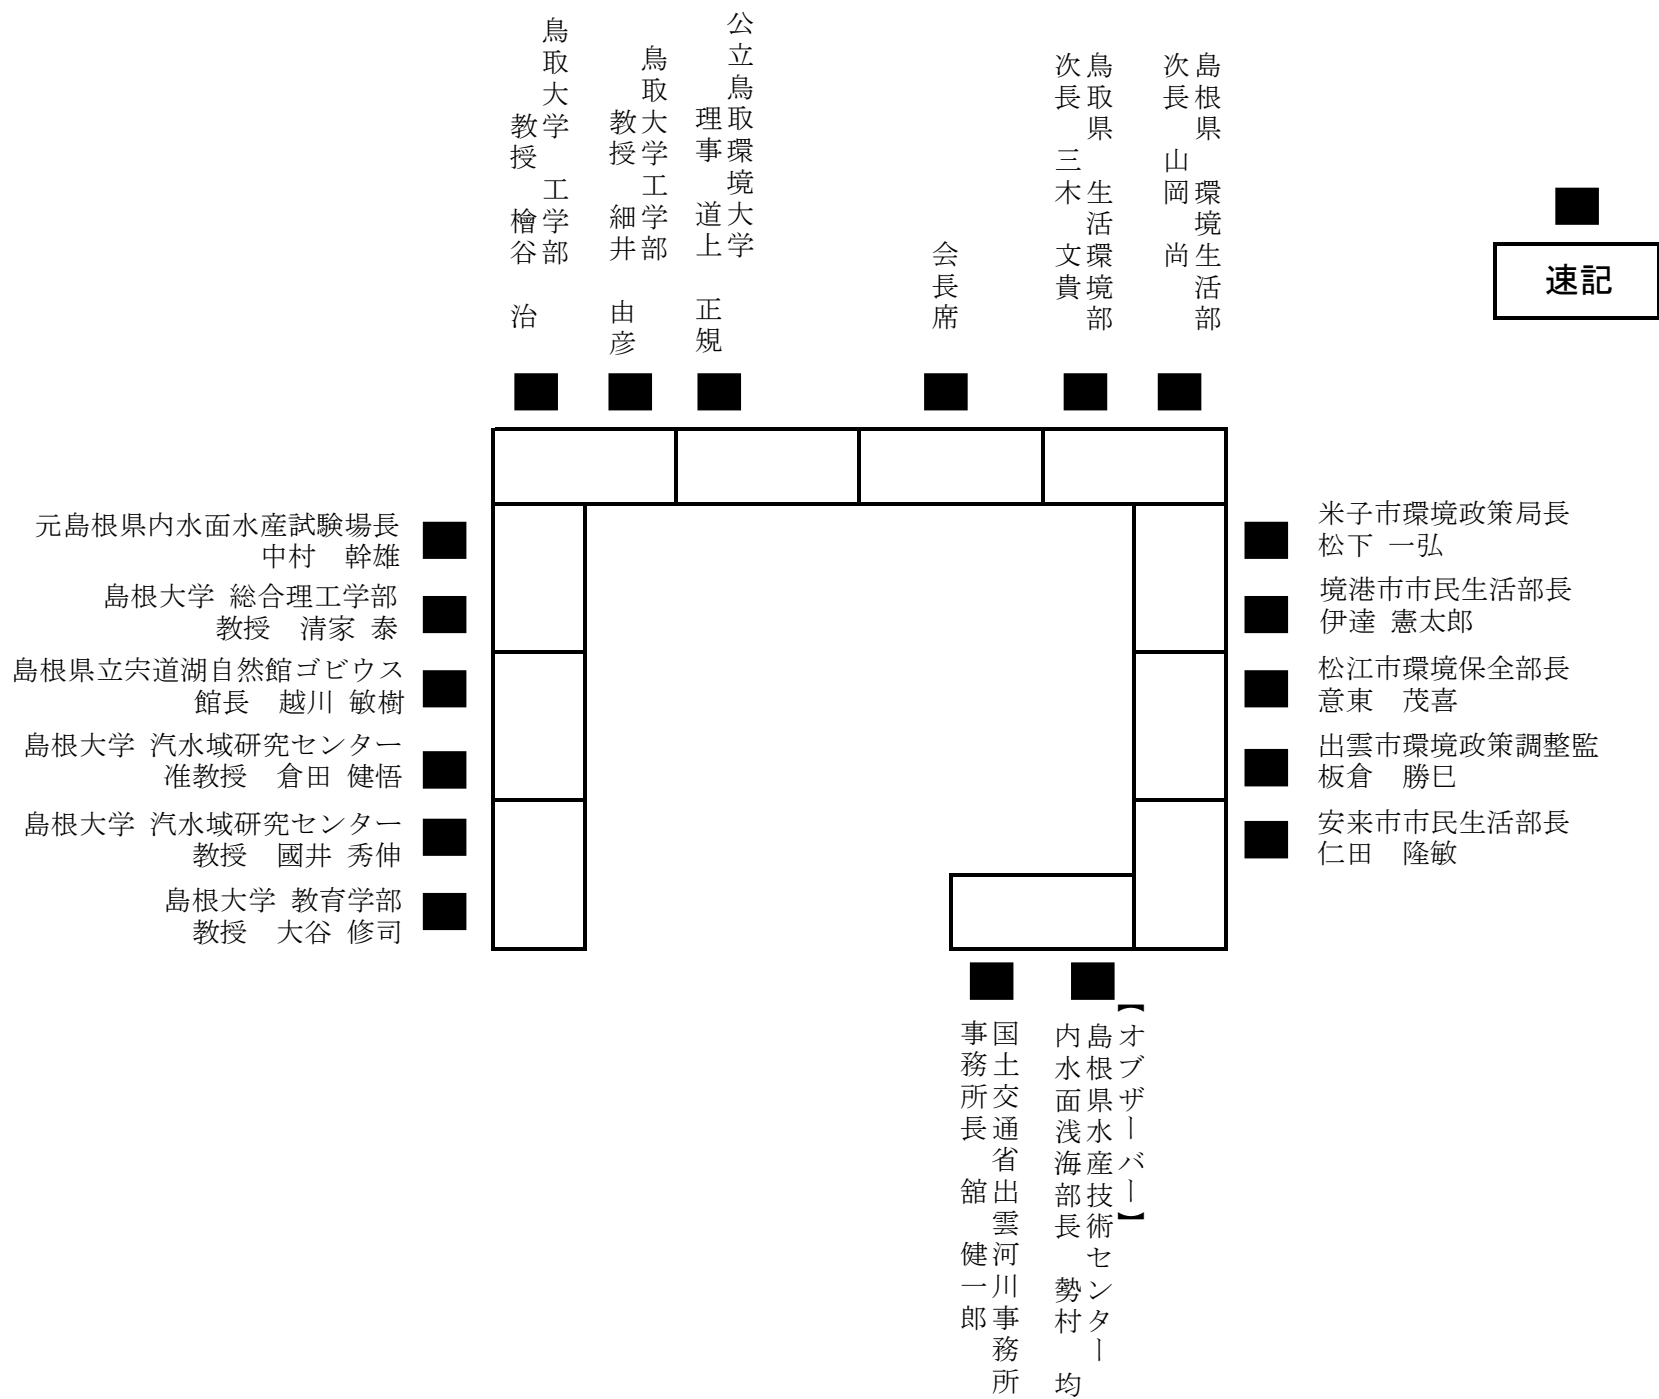 鳥取大学　工学部
教授　檜谷　治
鳥取大学工学部
教授　細井　由彦
公立鳥取環境大学
理事　道上　正䂓
会長席
鳥取県　生活環境部
次長　三木　文貴
島根県　環境生活部
次長　山岡　尚
速記
元島根県内水面水産試験場長
中村　幹雄
島根大学 総合理工学部
教授　清家 泰
島根県立宍道湖自然館ゴビウス
館長　越川 敏樹
島根大学 汽水域研究センター
准教授　倉田 健悟
島根大学 汽水域研究センター
教授　國井 秀伸
島根大学 教育学部
教授　大谷 修司
米子市環境政策局長
松下 一弘
境港市市民生活部長
伊達 憲太郎
松江市環境保全部長
意東　茂喜
出雲市環境政策調整監
板倉　勝巳
安来市市民生活部長
仁田　隆敏
【オブザーバー】
島根県水産技術センター
内水面浅海部長　勢村　均
国土交通省出雲河川事務所
事務所長　舘　健一郎